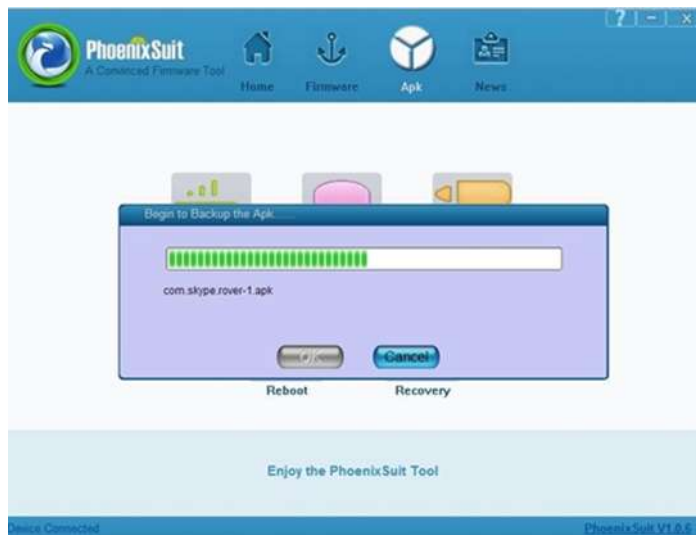 ? – x
PhoenixSuit
A Convinced Firmware Tool
Home Firmware Apk News
Begin to Backup the Apk......
com.skype.rover-1.apk
OK Cancel
Reboot Recovery
Enjoy the PhoenixSuit Tool
Device Connected PhoenixSuit V1.0.6